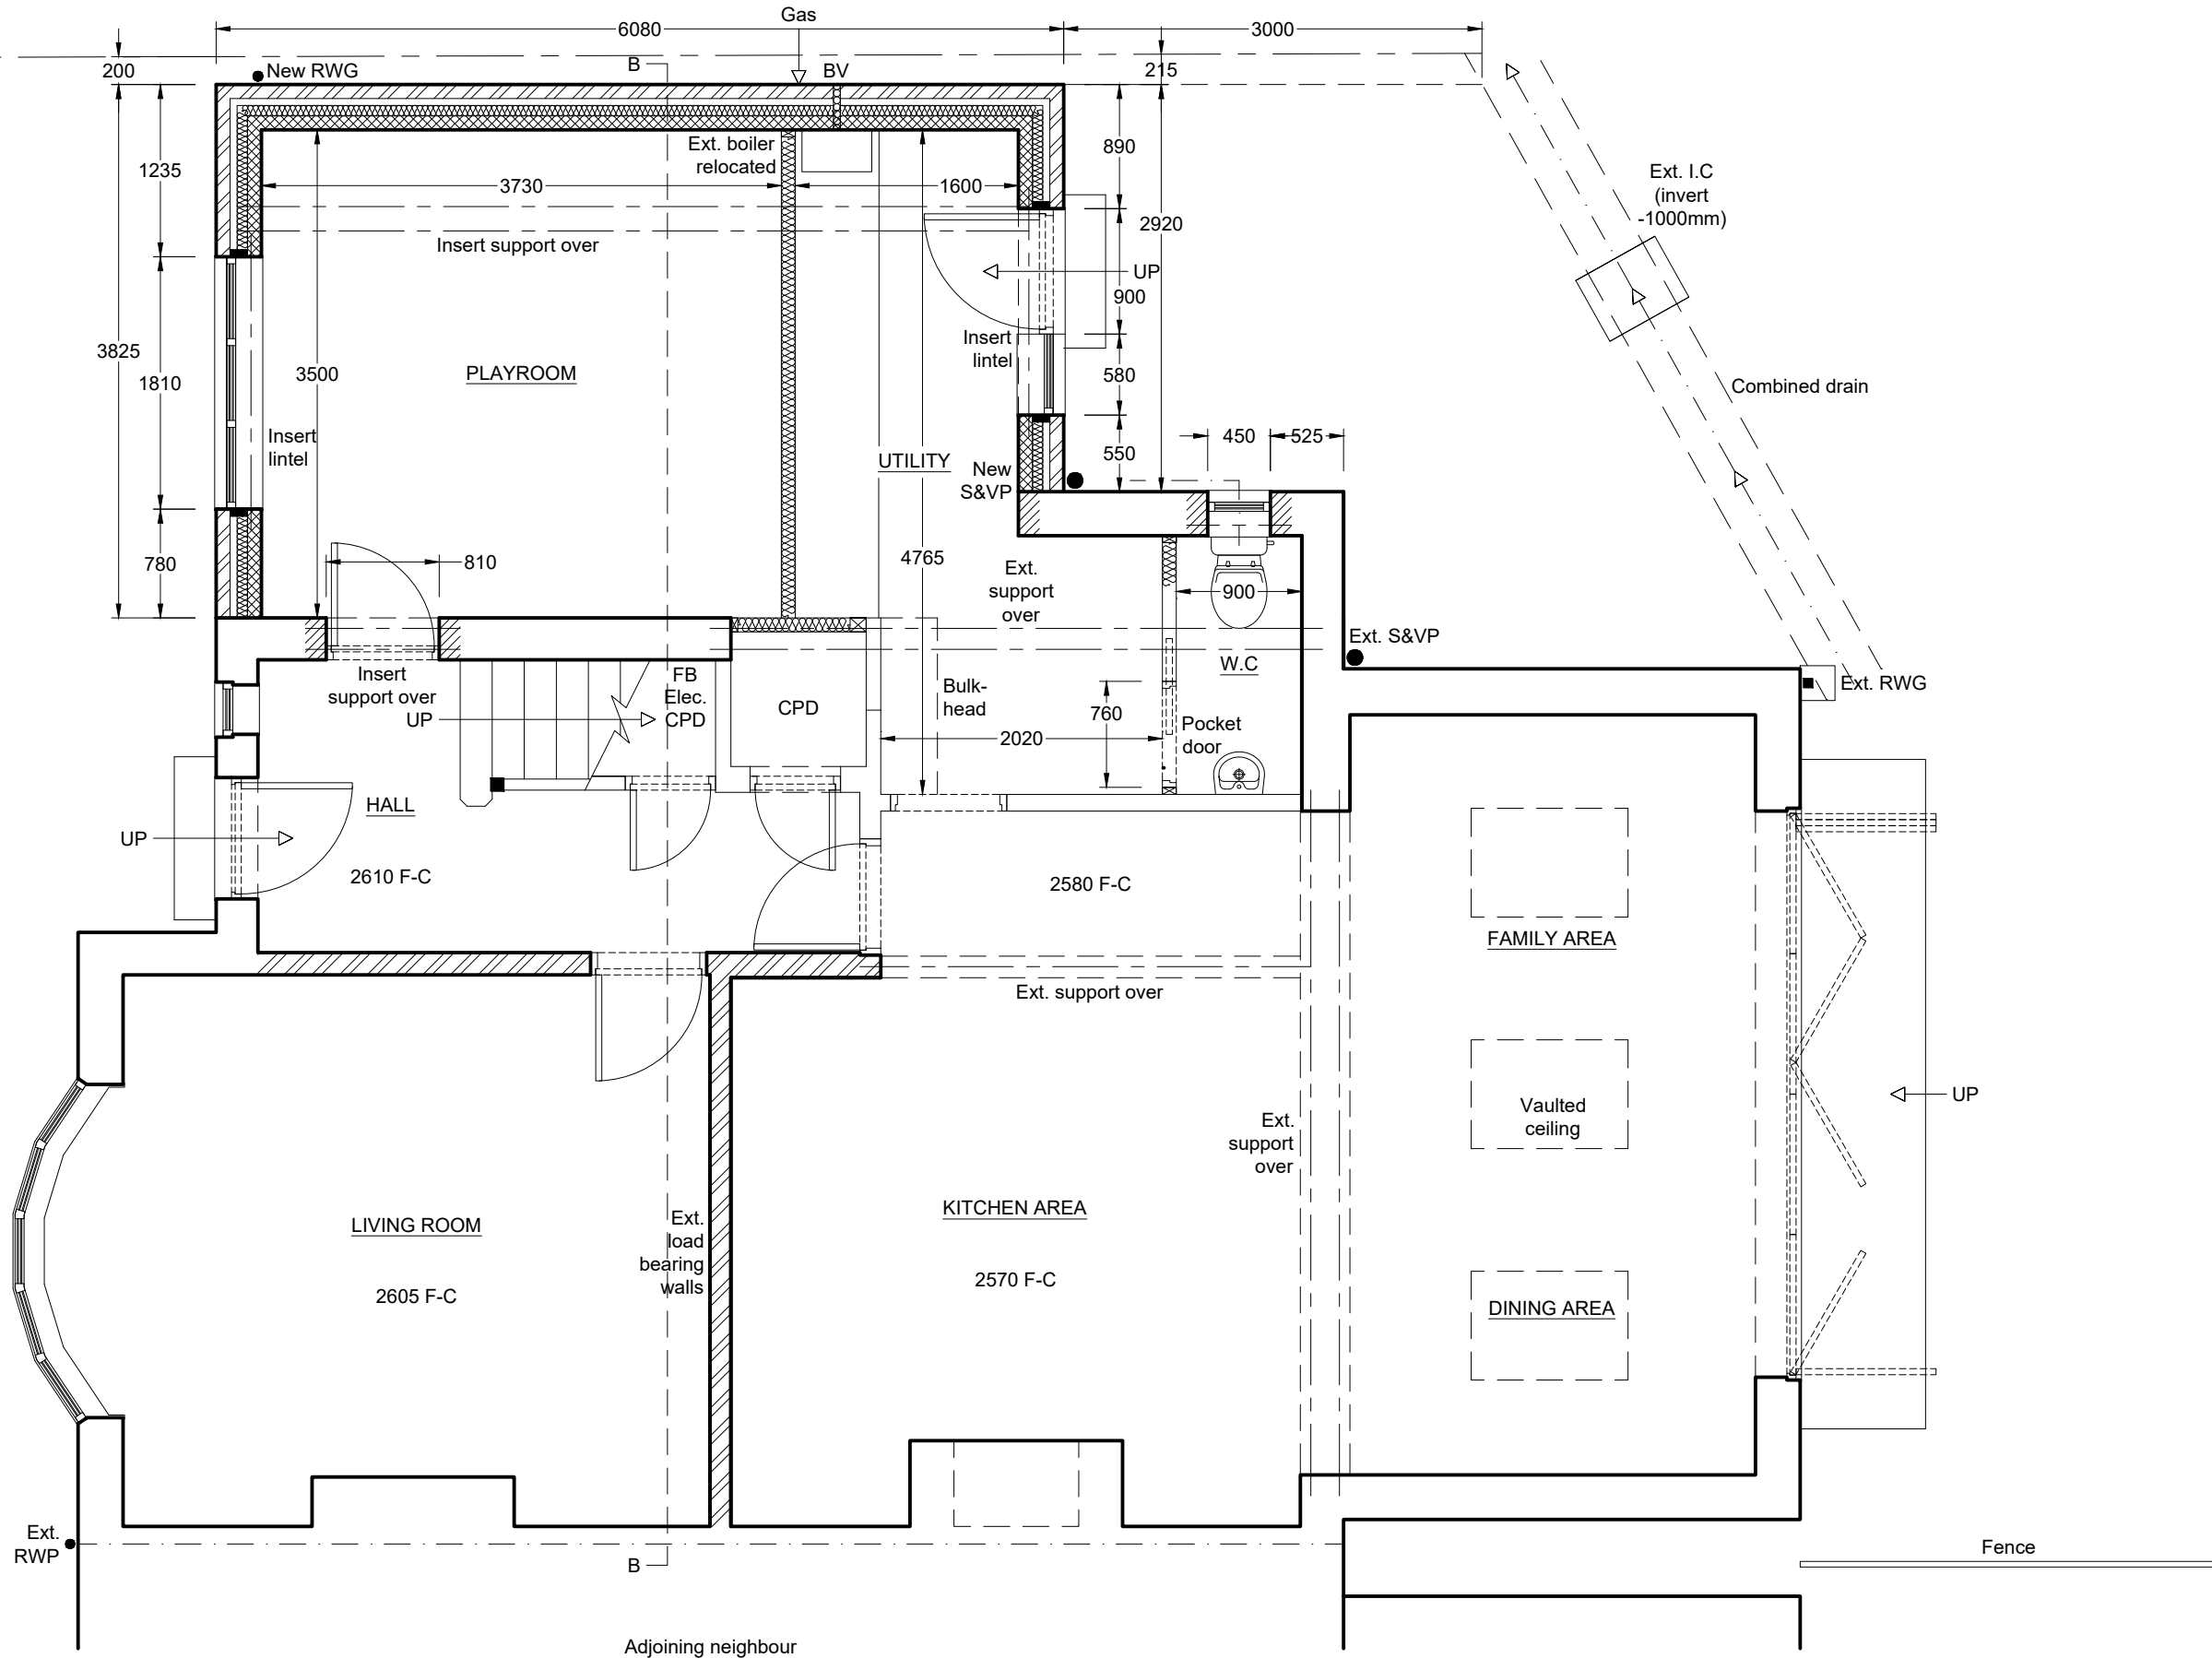 Gas
6080
3000
200
New RWG
B
BV
215
Ext. boiler
relocated
890
1235
3730
1600
Ext. I.C
(invert
-1000mm)
2920
Insert support over
UP
900
Insert
lintel
3825
1810
3500
PLAYROOM
580
Combined drain
Insert
lintel
450
525
550
UTILITY
New
S&VP
780
810
4765
Ext.
support
over
900
Ext. S&VP
W.C
Insert
support over
UP
FB
Elec.
CPD
CPD
Bulk-
head
760
Ext. RWG
2020
Pocket
door
HALL
UP
2610 F-C
2580 F-C
FAMILY AREA
Ext. support over
UP
Vaulted
ceiling
Ext.
support
over
LIVING ROOM
Ext.
load
bearing
walls
KITCHEN AREA
2605 F-C
2570 F-C
DINING AREA
Ext.
RWP
B
Fence
Adjoining neighbour